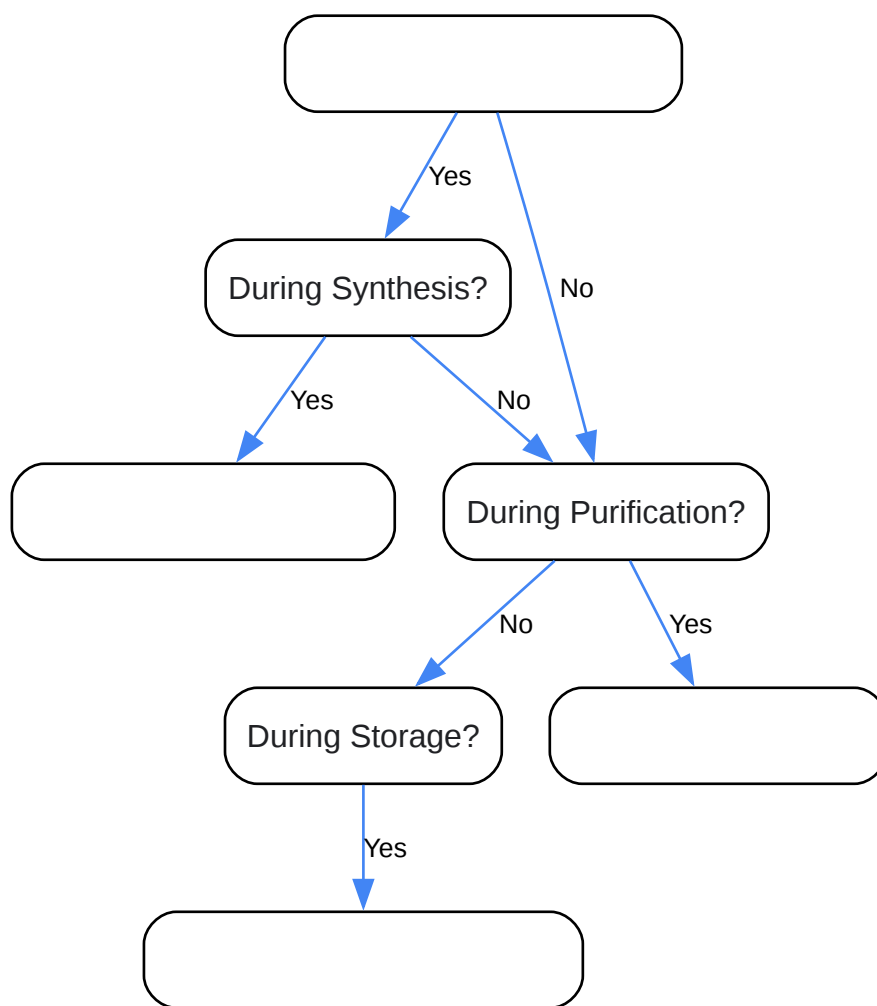 Yes
During Synthesis?
No
Yes
No
During Purification?
No
Yes
During Storage?
Yes